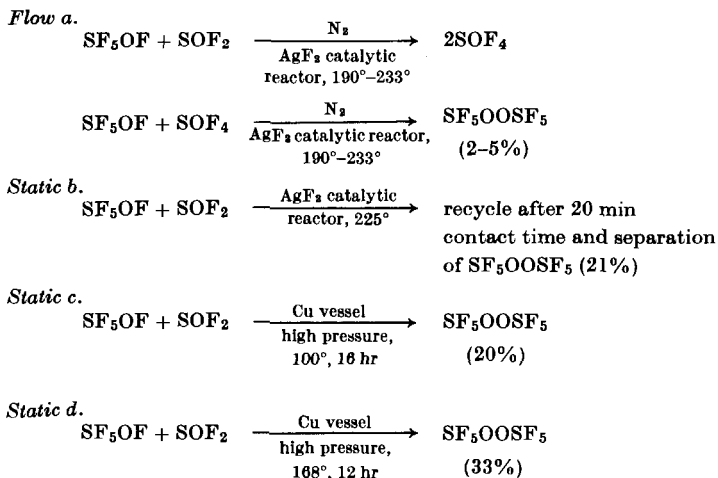 Flow a.
SF₅OF + SOF₂ N₂ 2SOF₄
AgF₂ catalytic
reactor, 190°–233°
SF₅OF + SOF₄ N₂ SF₅OOSF₅
AgF₂ catalytic reactor, (2–5%)
190°–233°
Static b.
SF₅OF + SOF₂ AgF₂ catalytic recycle after 20 min
reactor, 225° contact time and separation
of SF₅OOSF₅ (21%)
Static c.
SF₅OF + SOF₂ Cu vessel SF₅OOSF₅
high pressure, (20%)
100°, 16 hr
Static d.
SF₅OF + SOF₂ Cu vessel SF₅OOSF₅
high pressure, (33%)
168°, 12 hr